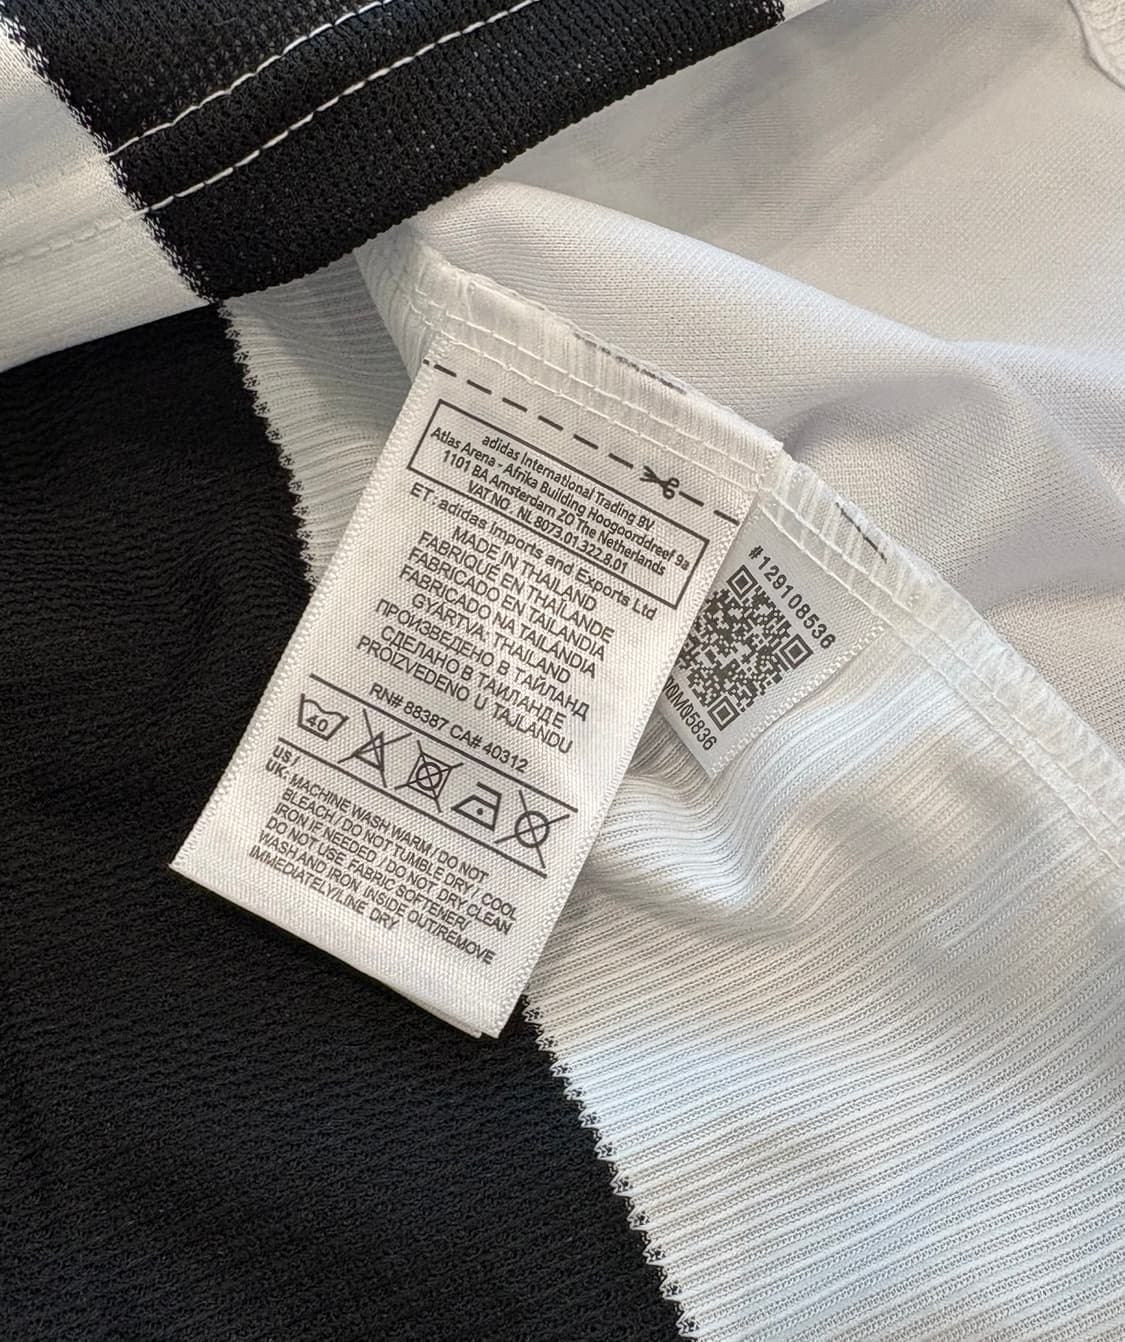 adidas International Trading BV
Atlas Arena - Afrika Building Hoogoorddreef 9a
1101 BA Amsterdam ZO The Netherlands
VAT NO : NL8073.01.322.8.01
ET: adidas Imports and Exports Ltd
MADE IN THAILAND
FABRIQUÉ EN THAÏLANDE
FABRICADO EN TAILANDIA
FABRICADO NA TAILANDIA
GYÁRTVA: THAILAND
ПРОИЗВЕДЕНО В ТАЙЛАНД
СДЕЛАНО В ТАИЛАНДЕ
PROIZVEDENO U TAJLANDU
RN# 88387 CA# 40312
40
US /
UK: MACHINE WASH WARM / DO NOT
BLEACH / DO NOT TUMBLE DRY / COOL
IRON IF NEEDED / DO NOT DRY CLEAN
DO NOT USE FABRIC SOFTENER/
WASH AND IRON INSIDE OUT/REMOVE
IMMEDIATELY/LINE DRY
#129108536